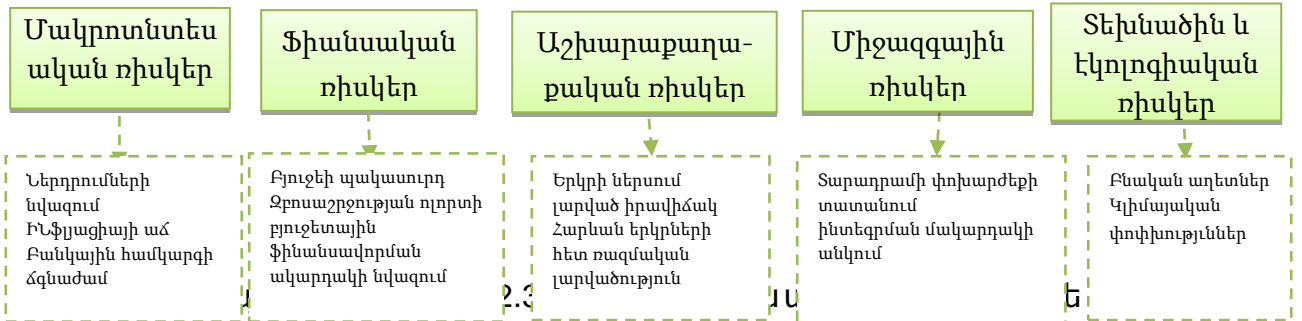 Մակրոտնտես
ական ռիսկեր
Ֆիանսական
ռիսկեր
Աշխարաքաղա-
քական ռիսկեր
Միջազգային
ռիսկեր
Տեխնածին և
էկոլոգիական
ռիսկեր
Ներդրումների
նվազում
ԻՆֆլյացիայի աճ
Բանկային համկարգի
ճգնաժամ
Բյուջեի պակասուրդ
Զբոսաշրջության ոլորտի
բյուջետային
ֆինանսավորման
ակարդակի նվազում
Երկրի ներսում
լարված իրավիճակ
Հարևան երկրների
հետ ռազմական
լարվածություն
Տարադրամի փոխարժեքի
տատանում
ինտեգրման մակարդակի
անկում
Բնական աղետներ
Կլիմայական
փոփխությւններ